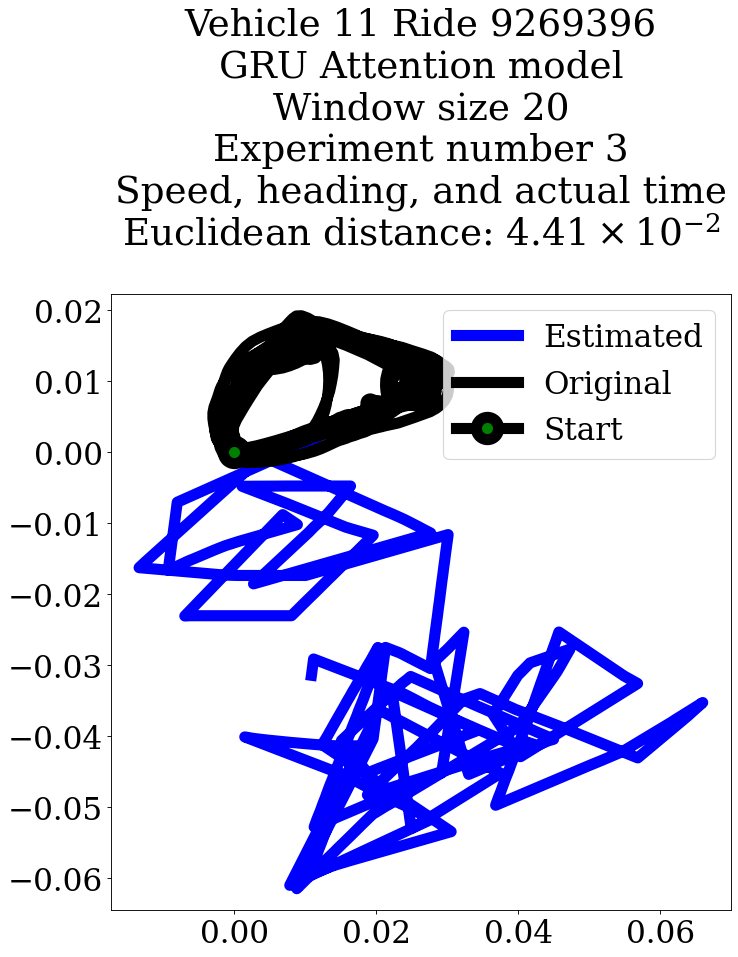 Vehicle 11 Ride 9269396
GRU Attention model
Window size 20
Experiment number 3
Speed, heading, and actual time
Euclidean distance: 4.41 × 10⁻²
Estimated
Original
Start
0.02
0.01
0.00
−0.01
−0.02
−0.03
−0.04
−0.05
−0.06
0.00 0.02 0.04 0.06